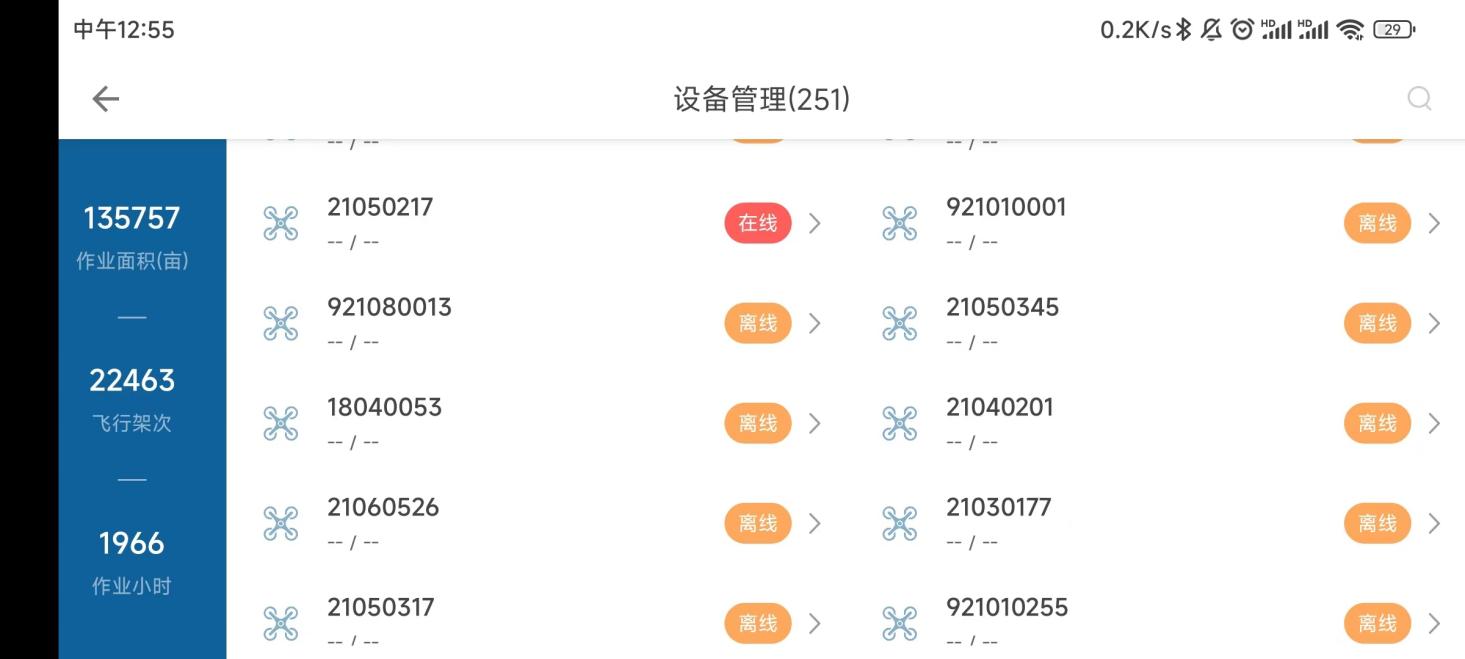 中午12:55
0.2K/s HD HD 29
设备管理(251)
-- / -- -- / --
135757
作业面积(亩)
22463
飞行架次
1966
作业小时
21050217 在线
-- / --
921010001 离线
-- / --
921080013 离线
-- / --
21050345 离线
-- / --
18040053 离线
-- / --
21040201 离线
-- / --
21060526 离线
-- / --
21030177 离线
-- / --
21050317 离线
-- / --
921010255 离线
-- / --